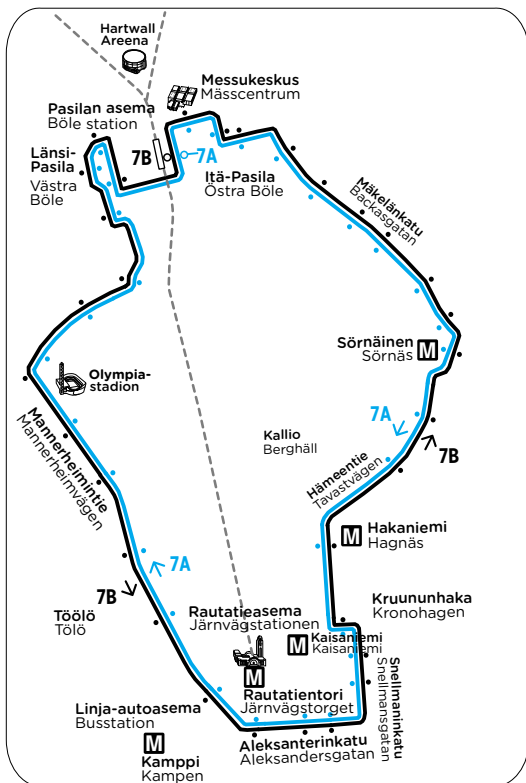 Hartwall
Areena
Messukeskus
Mässcentrum
Pasilan asema
Böle station
7B
7A
Länsi-
Pasila
Västra
Böle
Itä-Pasila
Östra Böle
Mäkelänkatu
Backasgatan
Sörnäinen
Sörnäs
M
Olympia-
stadion
7A
7B
Kallio
Berghäll
Mannerheimintie
Mannerheimvägen
Hämeentie
Tavastvägen
M
Hakaniemi
Hagnäs
7A
7B
Töölö
Tölö
Kruununhaka
Kronohagen
Rautatieasema
Järnvägstationen
M
Kaisaniemi
Kaisaniemi
Snellmaninkatu
Snellmansgatan
M
Rautatientori
Järnvägstorget
Linja-autoasema
Busstation
M
Kamppi
Kampen
Aleksanterinkatu
Aleksandersgatan